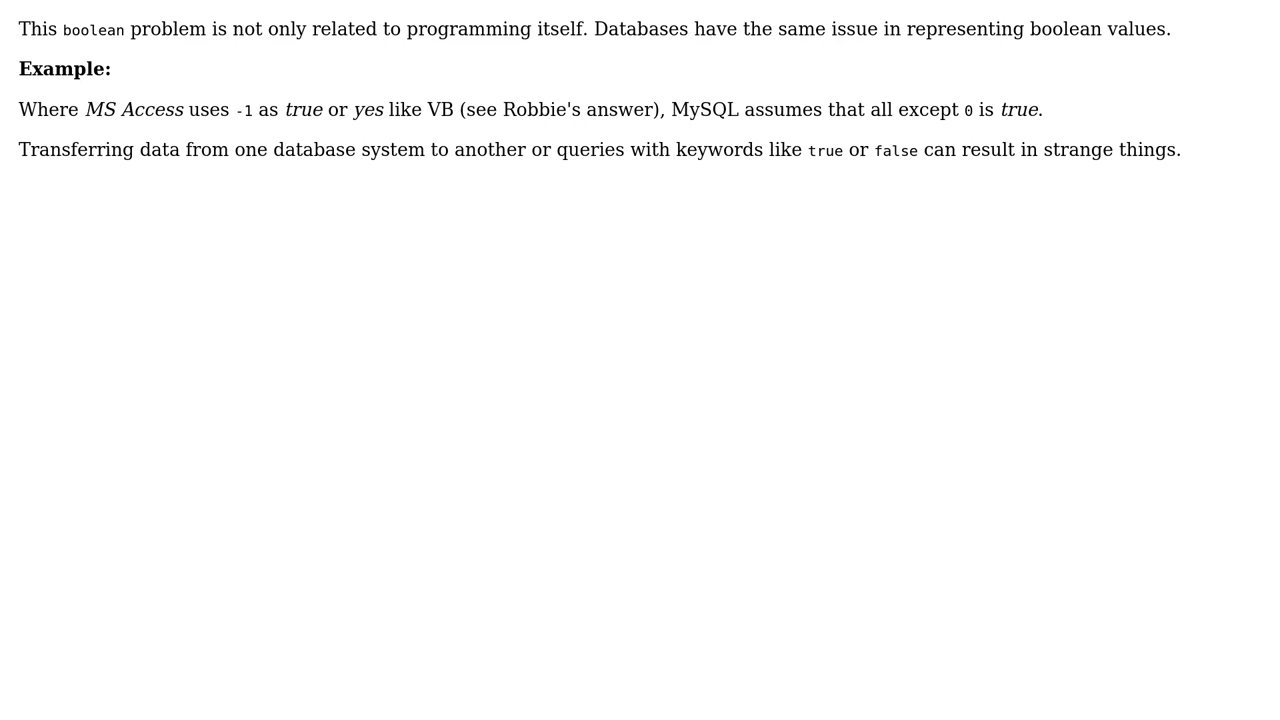 This boolean problem is not only related to programming itself. Databases have the same issue in representing boolean values.
Example:
Where MS Access uses -1 as true or yes like VB (see Robbie's answer), MySQL assumes that all except 0 is true.
Transferring data from one database system to another or queries with keywords like true or false can result in strange things.